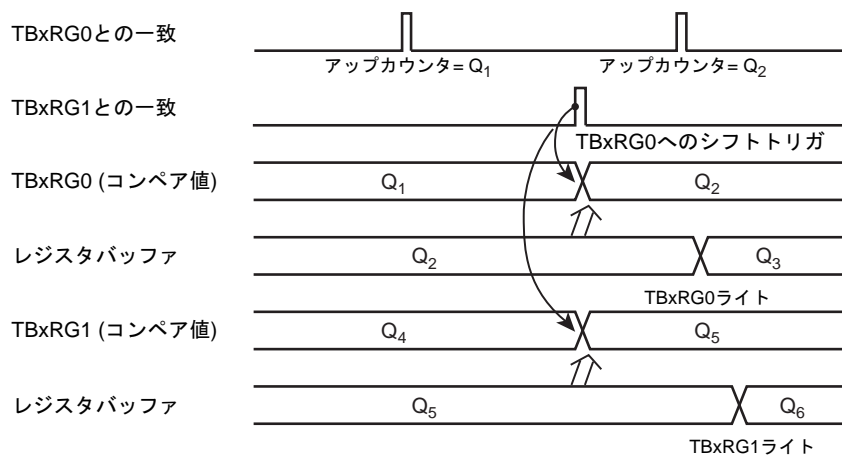 TBxRG0との一致
アップカウンタ= Q1
アップカウンタ= Q2
TBxRG1との一致
TBxRG0へのシフトトリガ
TBxRG0 (コンペア値)
Q1
Q2
レジスタバッファ
Q2
Q3
TBxRG0ライト
TBxRG1 (コンペア値)
Q4
Q5
レジスタバッファ
Q5
Q6
TBxRG1ライト